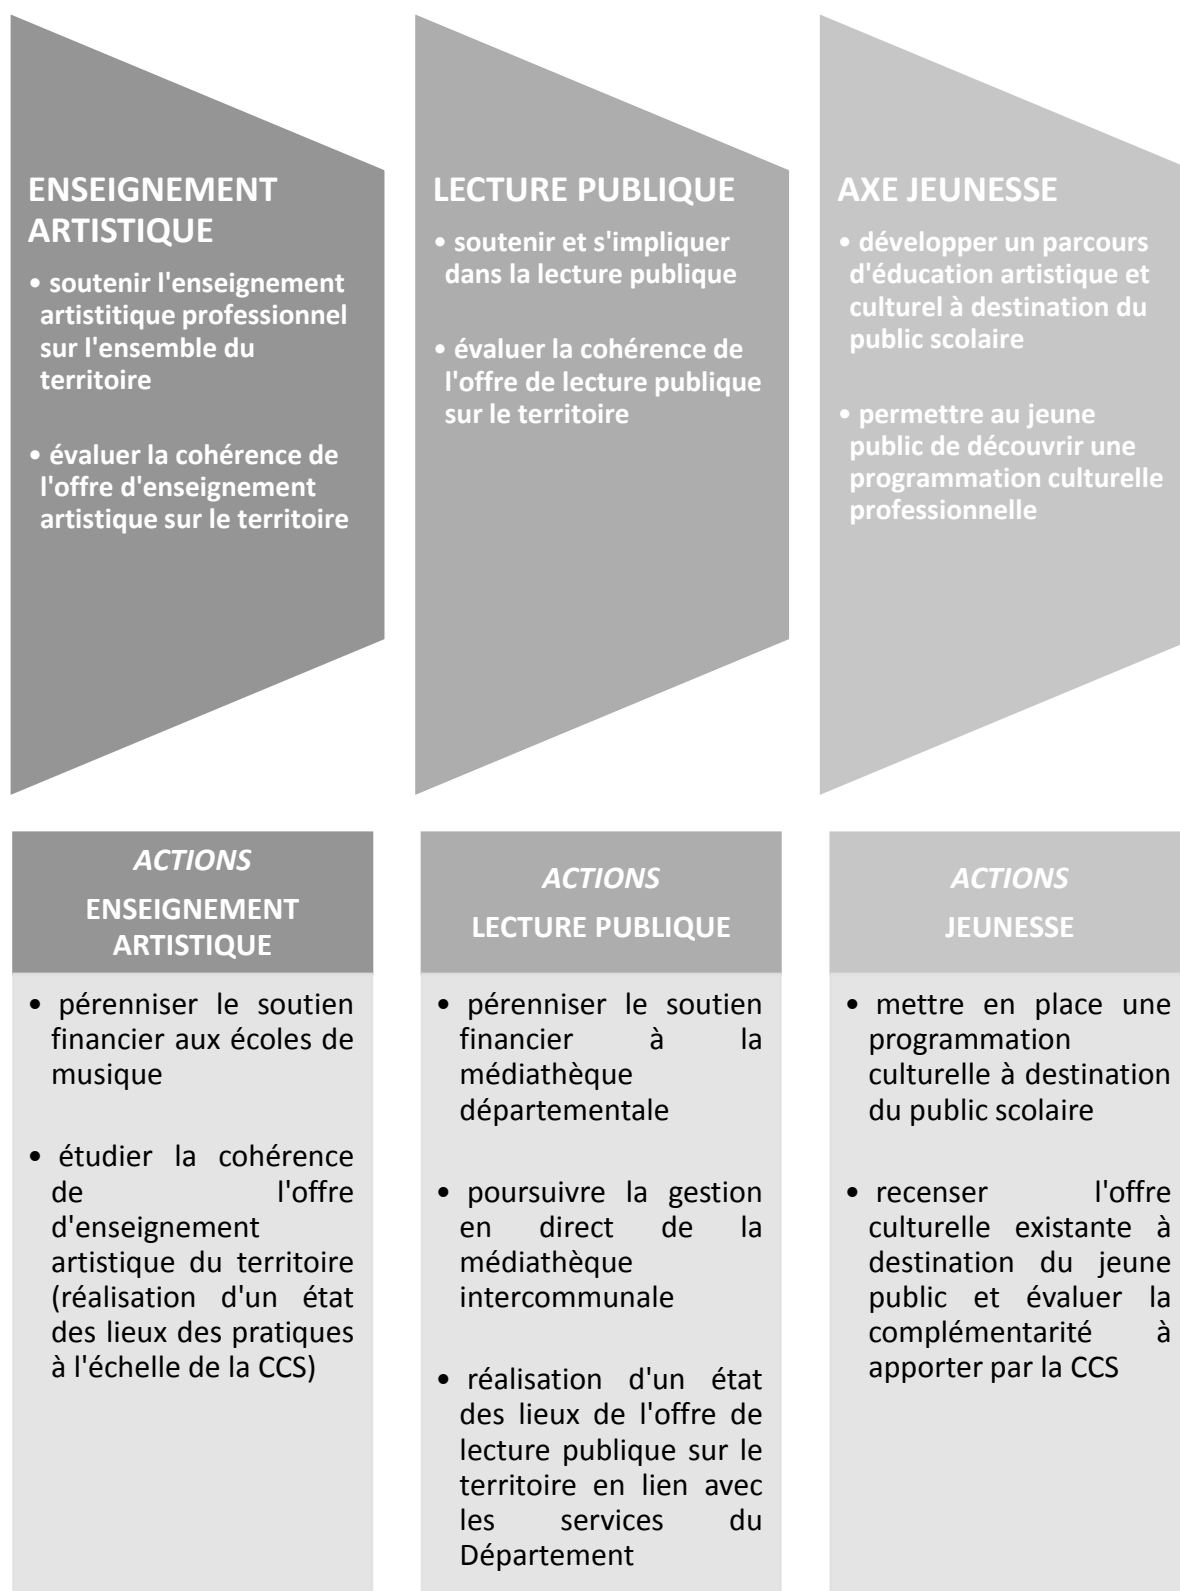 ENSEIGNEMENT
ARTISTIQUE
• soutenir l'enseignement
artistitique professionnel
sur l'ensemble du
territoire
• évaluer la cohérence de
l'offre d'enseignement
artistique sur le territoire
LECTURE PUBLIQUE
• soutenir et s'impliquer
dans la lecture publique
• évaluer la cohérence de
l'offre de lecture publique
sur le territoire
AXE JEUNESSE
• développer un parcours
d'éducation artistique et
culturel à destination du
public scolaire
• permettre au jeune
public de découvrir une
programmation culturelle
professionnelle
ACTIONS
ENSEIGNEMENT
ARTISTIQUE
• pérenniser le soutien
financier aux écoles de
musique
• étudier la cohérence
de l'offre
d'enseignement
artistique du territoire
(réalisation d'un état
des lieux des pratiques
à l'échelle de la CCS)
ACTIONS
LECTURE PUBLIQUE
• pérenniser le soutien
financier à la
médiathèque
départementale
• poursuivre la gestion
en direct de la
médiathèque
intercommunale
• réalisation d'un état
des lieux de l'offre de
lecture publique sur le
territoire en lien avec
les services du
Département
ACTIONS
JEUNESSE
• mettre en place une
programmation
culturelle à destination
du public scolaire
• recenser l'offre
culturelle existante à
destination du jeune
public et évaluer la
complémentarité à
apporter par la CCS